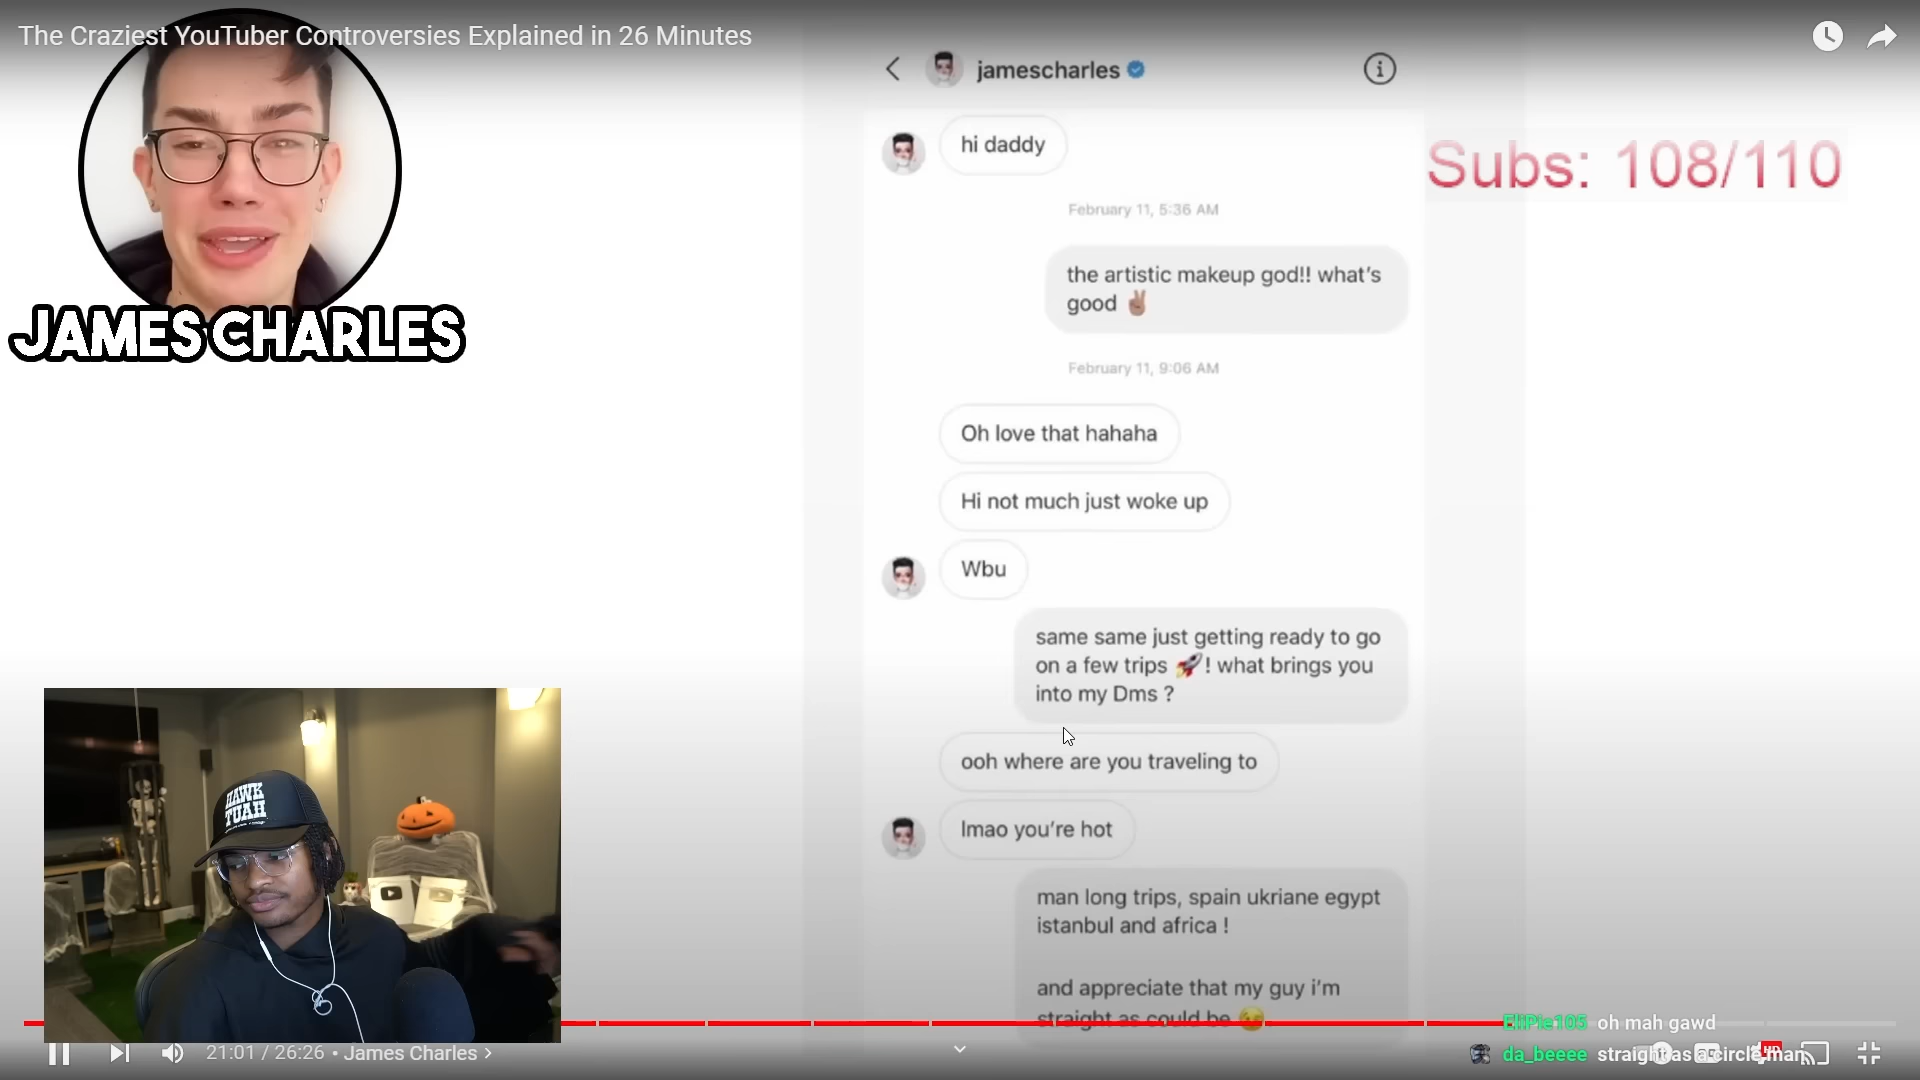 The Craziest YouTuber Controversies Explained in 26 Minutes
jamescharles
hi daddy
Subs: 108/110
February 11, 5:36 AM
the artistic makeup god!! what's
good ✌🏽
JAMES CHARLES
February 11, 9:06 AM
Oh love that hahaha
Hi not much just woke up
Wbu
same same just getting ready to go
on a few trips 🚀! what brings you
into my Dms ?
ooh where are you traveling to
lmao you're hot
HAWK
TUAH
man long trips, spain ukriane egypt
istanbul and africa !
and appreciate that my guy i'm
straight as could be 😉
EliPie105 oh mah gawd
21:01 / 26:26 • James Charles >
da_beeee straight as a circle man
HD